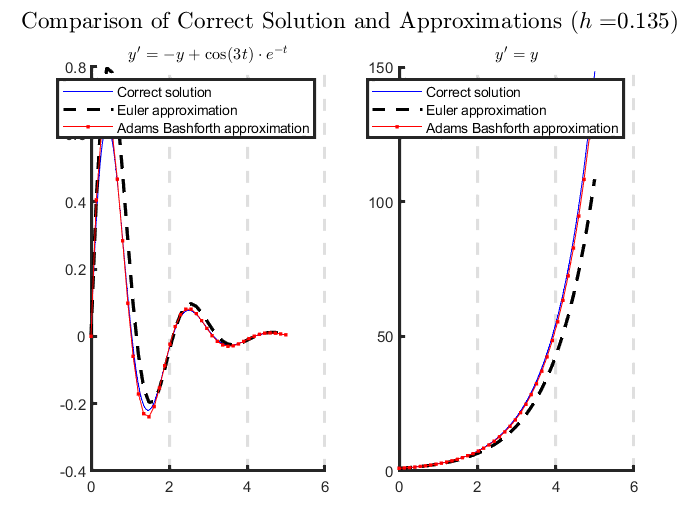 Comparison of Correct Solution and Approximations (h =0.135)
y′ = −y + cos(3t) · e^{−t}
y′ = y
0.8
Correct solution
Euler approximation
Adams Bashforth approximation
0.4
0.2
0
-0.2
-0.4
0
2
4
6
150
Correct solution
Euler approximation
Adams Bashforth approximation
100
50
0
0
2
4
6